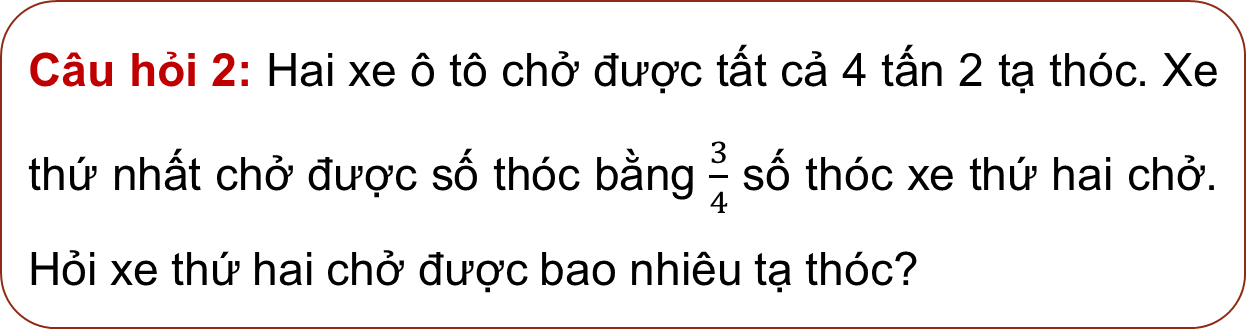 Câu hỏi 2: Hai xe ô tô chở được tất cả 4 tấn 2 tạ thóc. Xe
thứ nhất chở được số thóc bằng 3/4 số thóc xe thứ hai chở.
Hỏi xe thứ hai chở được bao nhiêu tạ thóc?